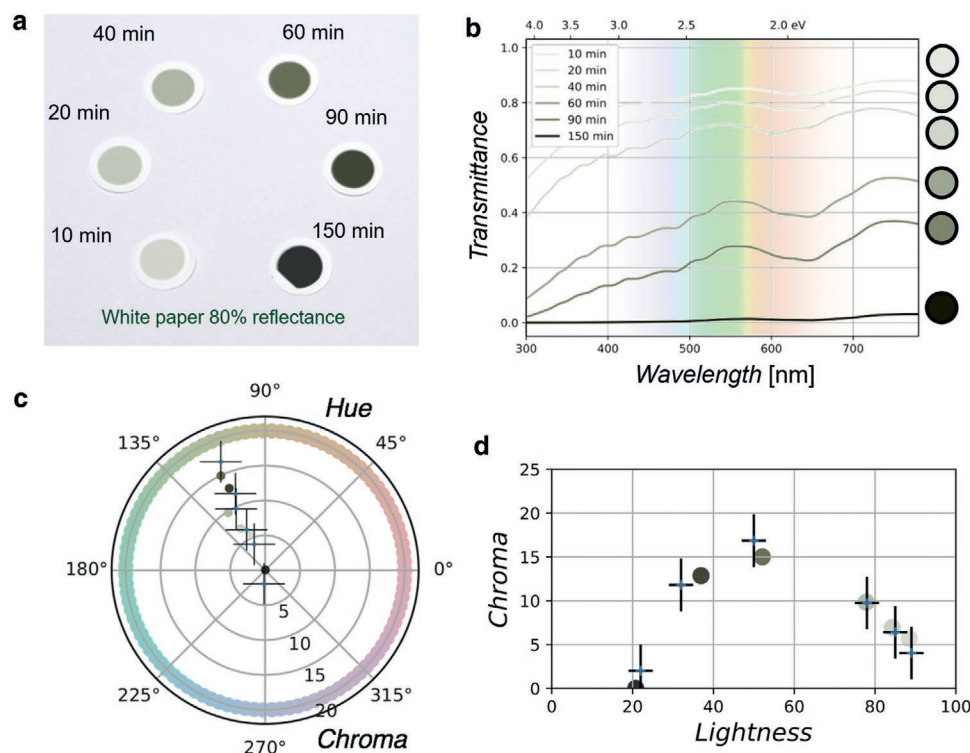 a
40 min
60 min
20 min
90 min
10 min
150 min
White paper 80% reflectance
b
4.0 3.5 3.0 2.5 2.0 eV
1.0
0.8
0.6
0.4
0.2
0.0
Transmittance
10 min
20 min
40 min
60 min
90 min
150 min
300 400 500 600 700
Wavelength [nm]
c
90°
Hue
135° 45°
180° 0°
5
10
15
20
225° 315°
270°
Chroma
d
25
20
15
10
5
0
Chroma
0 20 40 60 80 100
Lightness